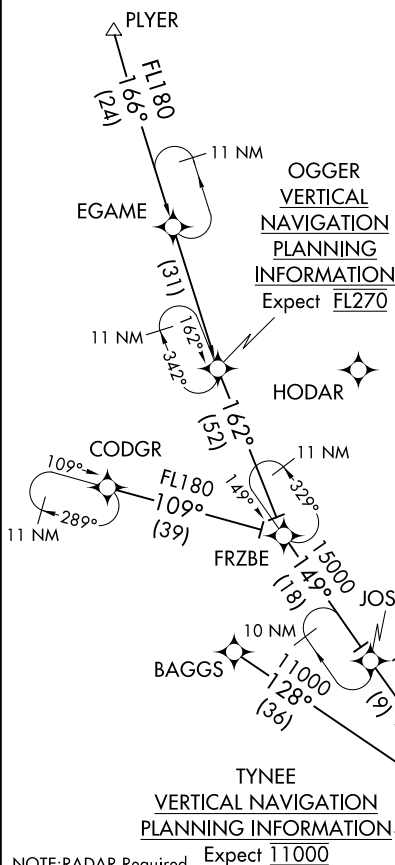 PLYER
FL180
166°
(24)
11 NM
EGAME
OGGER
VERTICAL
NAVIGATION
PLANNING
INFORMATION
Expect FL270
(31)
11 NM
162°
342°
HODAR
162°
(52)
CODGR
109°
289°
11 NM
FL180
109°
(39)
11 NM
149°
329°
FRZBE
15000
149°
(18)
JOS
10 NM
BAGGS
11000
128°
(36)
(9)
TYNEE
VERTICAL NAVIGATION
PLANNING INFORMATION
Expect 11000
NOTE:RADAR Required